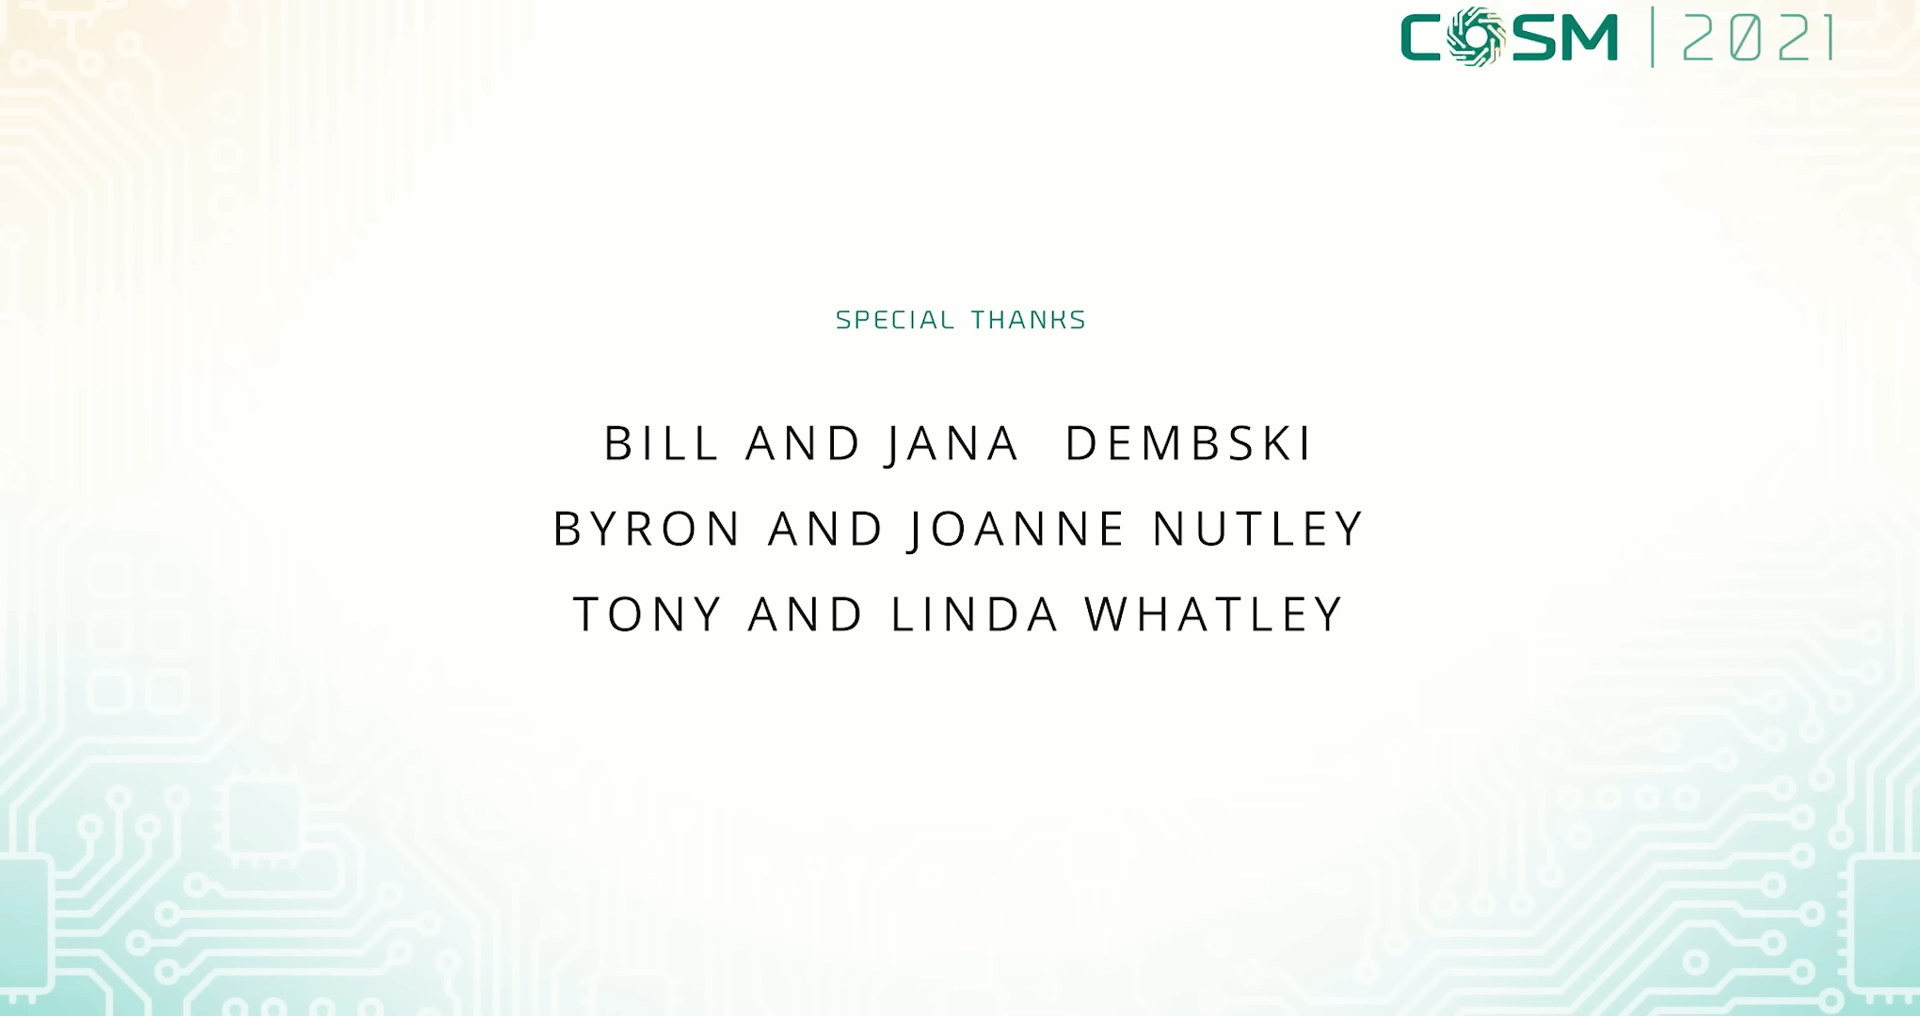 COSM | 2021
SPECIAL THANKS
BILL AND JANA  DEMBSKI
BYRON AND JOANNE NUTLEY
TONY AND LINDA WHATLEY